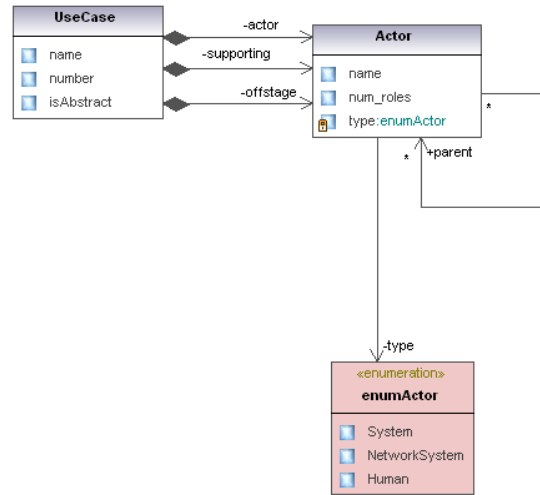 UseCase
name
number
isAbstract
-actor
-supporting
-offstage
Actor
name
num_roles
type:enumActor
*
*
+parent
-type
«enumeration»
enumActor
System
NetworkSystem
Human